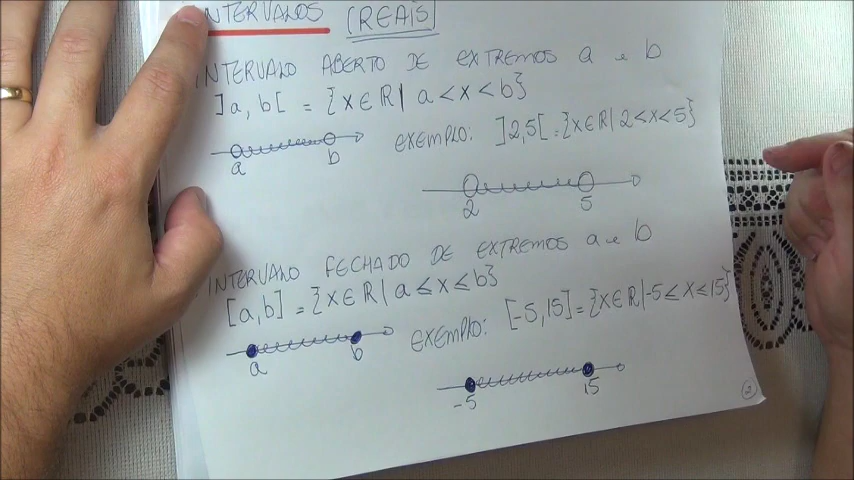 INTERVALOS (REAIS)
INTERVALO ABERTO DE EXTREMOS a e b
]a,b[ = {x∈ℝ| a<x<b}
a b
EXEMPLO: ]2,5[ = {x∈ℝ| 2<x<5}
2 5
INTERVALO FECHADO DE EXTREMOS a e b
[a,b] = {x∈ℝ| a≤x≤b}
a b
EXEMPLO: [-5,15] = {x∈ℝ|-5≤x≤15}
-5 15
2